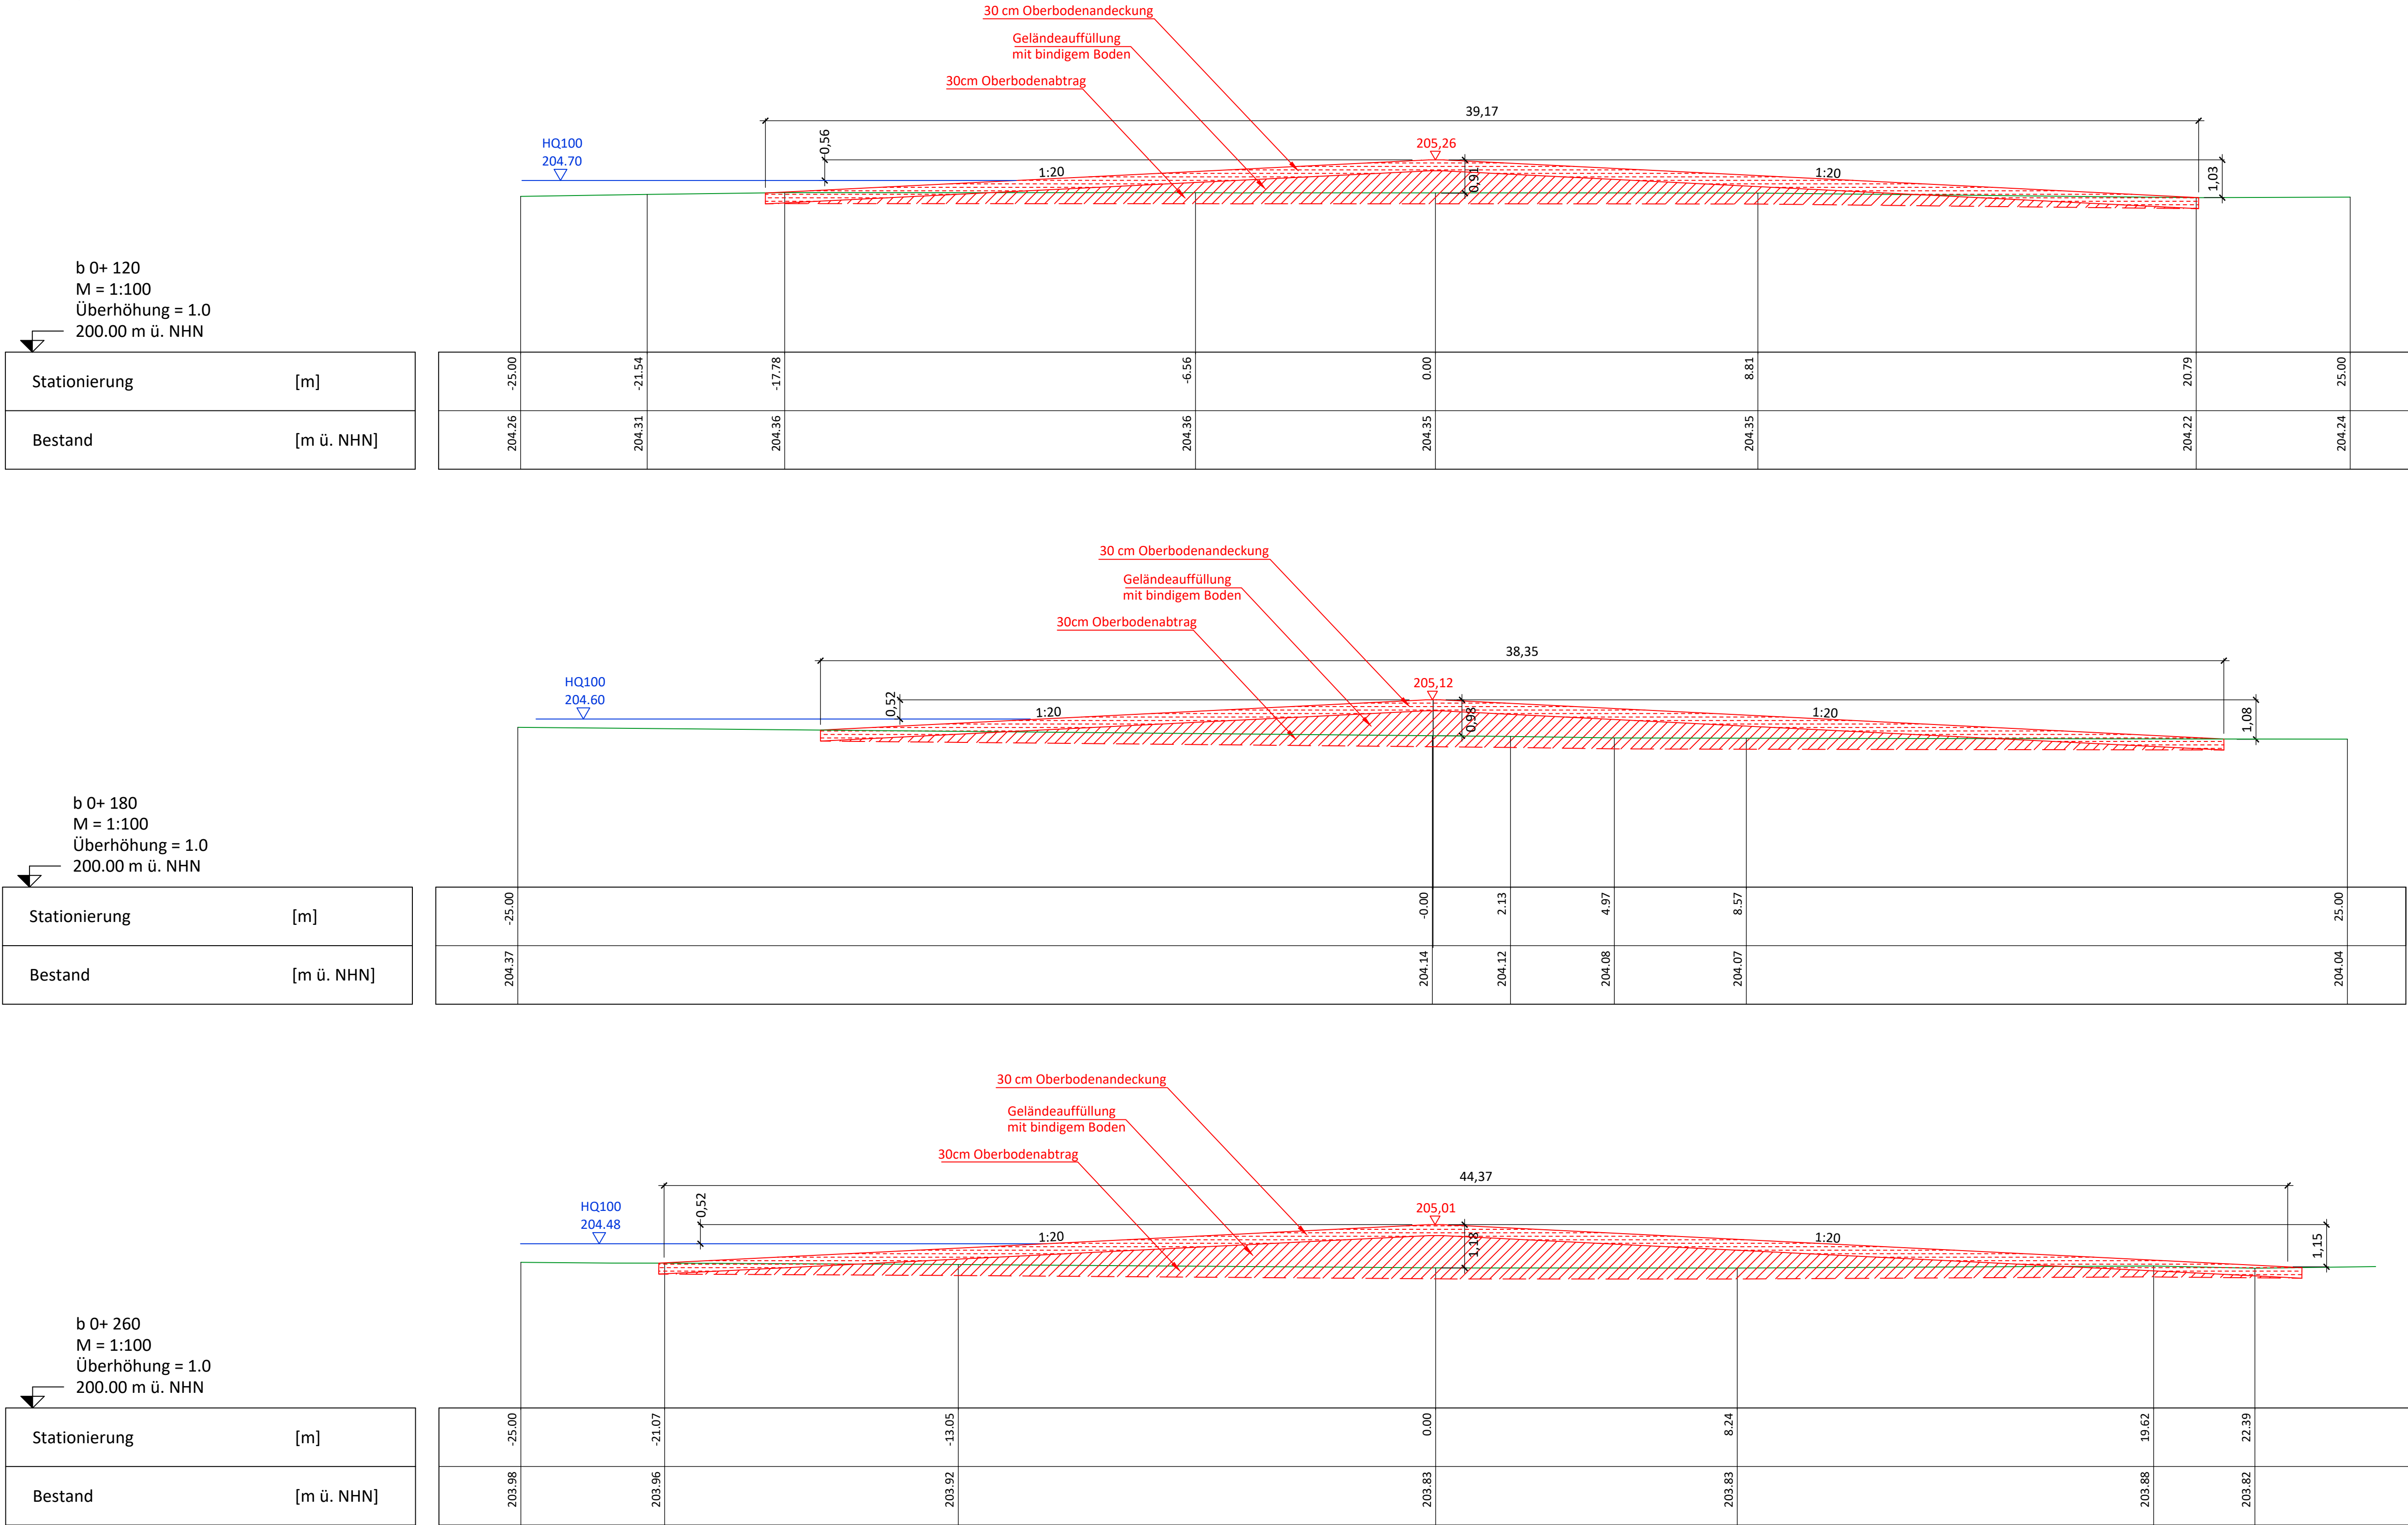 30 cm Oberbodenandeckung
Geländeauffüllung
mit bindigem Boden
30cm Oberbodenabtrag
39,17
0,56
HQ100
204.70
205,26
1:20
0,91
1:20
1,03
b 0+ 120
M = 1:100
Überhöhung = 1.0
200.00 m ü. NHN
Stationierung [m] -25.00 -21.54 -17.78 -6.56 0.00 8.81 20.79 25.00
Bestand [m ü. NHN] 204.26 204.31 204.36 204.36 204.35 204.35 204.22 204.24
30 cm Oberbodenandeckung
Geländeauffüllung
mit bindigem Boden
30cm Oberbodenabtrag
38,35
HQ100
204.60
0,52
205,12
1:20
0,98
1:20
1,08
b 0+ 180
M = 1:100
Überhöhung = 1.0
200.00 m ü. NHN
Stationierung [m] -25.00 -0.00 2.13 4.97 8.57 25.00
Bestand [m ü. NHN] 204.37 204.14 204.12 204.08 204.07 204.04
30 cm Oberbodenandeckung
Geländeauffüllung
mit bindigem Boden
30cm Oberbodenabtrag
44,37
HQ100
204.48
0,52
205,01
1:20
1,18
1:20
1,15
b 0+ 260
M = 1:100
Überhöhung = 1.0
200.00 m ü. NHN
Stationierung [m] -25.00 -21.07 -13.05 0.00 8.24 19.62 22.39
Bestand [m ü. NHN] 203.98 203.96 203.92 203.83 203.83 203.88 203.82